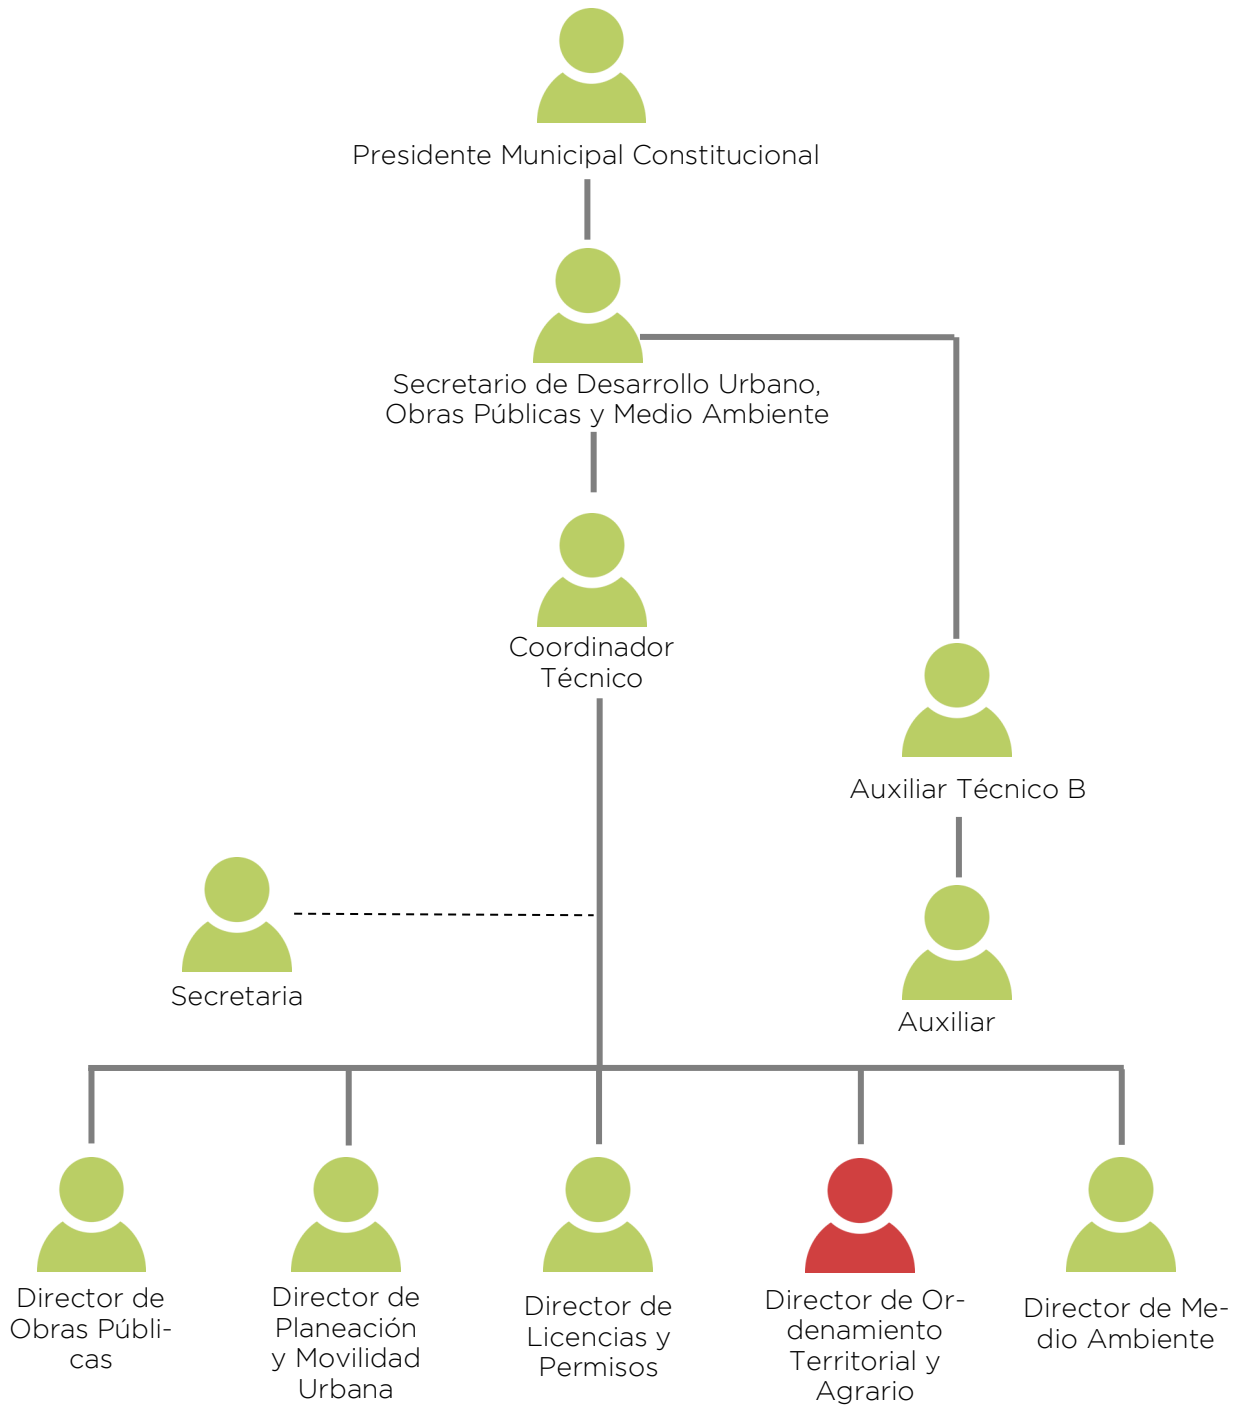 Presidente Municipal Constitucional
Secretario de Desarrollo Urbano,
Obras Públicas y Medio Ambiente
Coordinador
Técnico
Auxiliar Técnico B
Secretaria
Auxiliar
Director de
Obras Públi-
cas
Director de
Planeación
y Movilidad
Urbana
Director de
Licencias y
Permisos
Director de Or-
denamiento
Territorial y
Agrario
Director de Me-
dio Ambiente